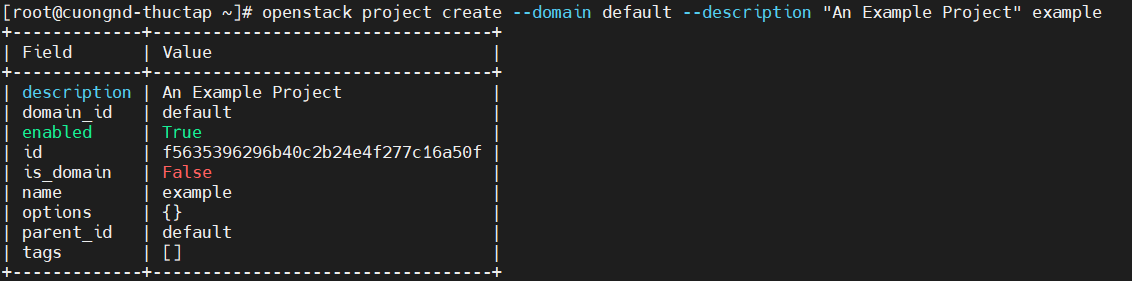 [root@cuongnd-thuctap ~]# openstack project create --domain default --description "An Example Project" example
+-------------+----------------------------------+
| Field       | Value                            |
+-------------+----------------------------------+
| description | An Example Project               |
| domain_id   | default                          |
| enabled     | True                             |
| id          | f5635396296b40c2b24e4f277c16a50f |
| is_domain   | False                            |
| name        | example                          |
| options     | {}                               |
| parent_id   | default                          |
| tags        | []                               |
+-------------+----------------------------------+